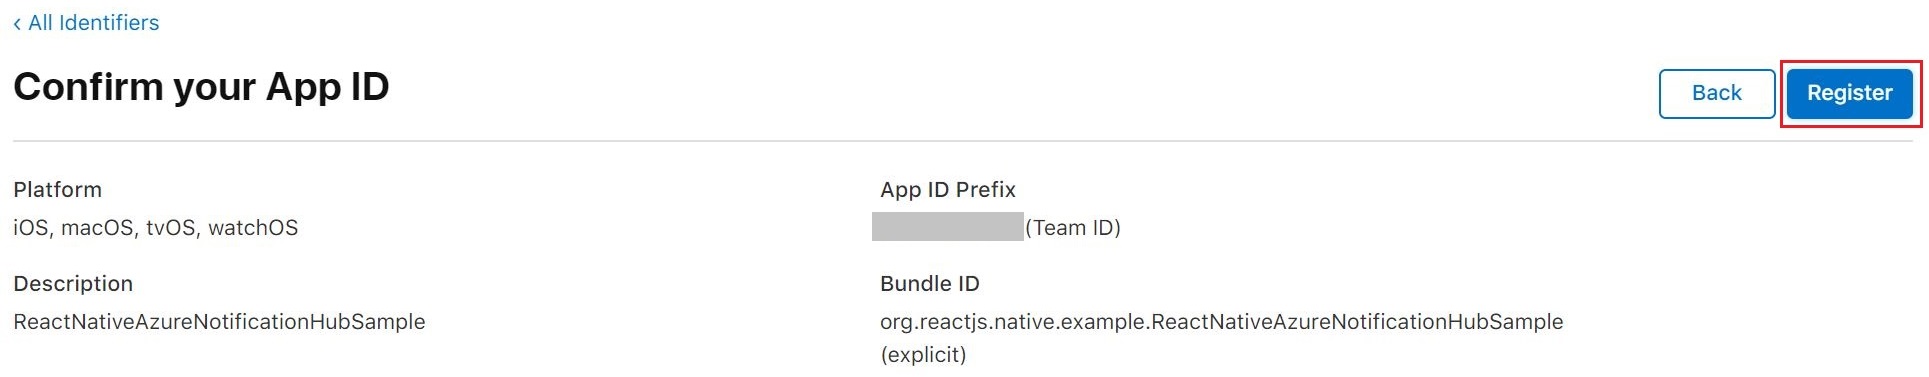 ‹ All Identifiers
Confirm your App ID
Back
Register
Platform
iOS, macOS, tvOS, watchOS
App ID Prefix
(Team ID)
Description
ReactNativeAzureNotificationHubSample
Bundle ID
org.reactjs.native.example.ReactNativeAzureNotificationHubSample
(explicit)